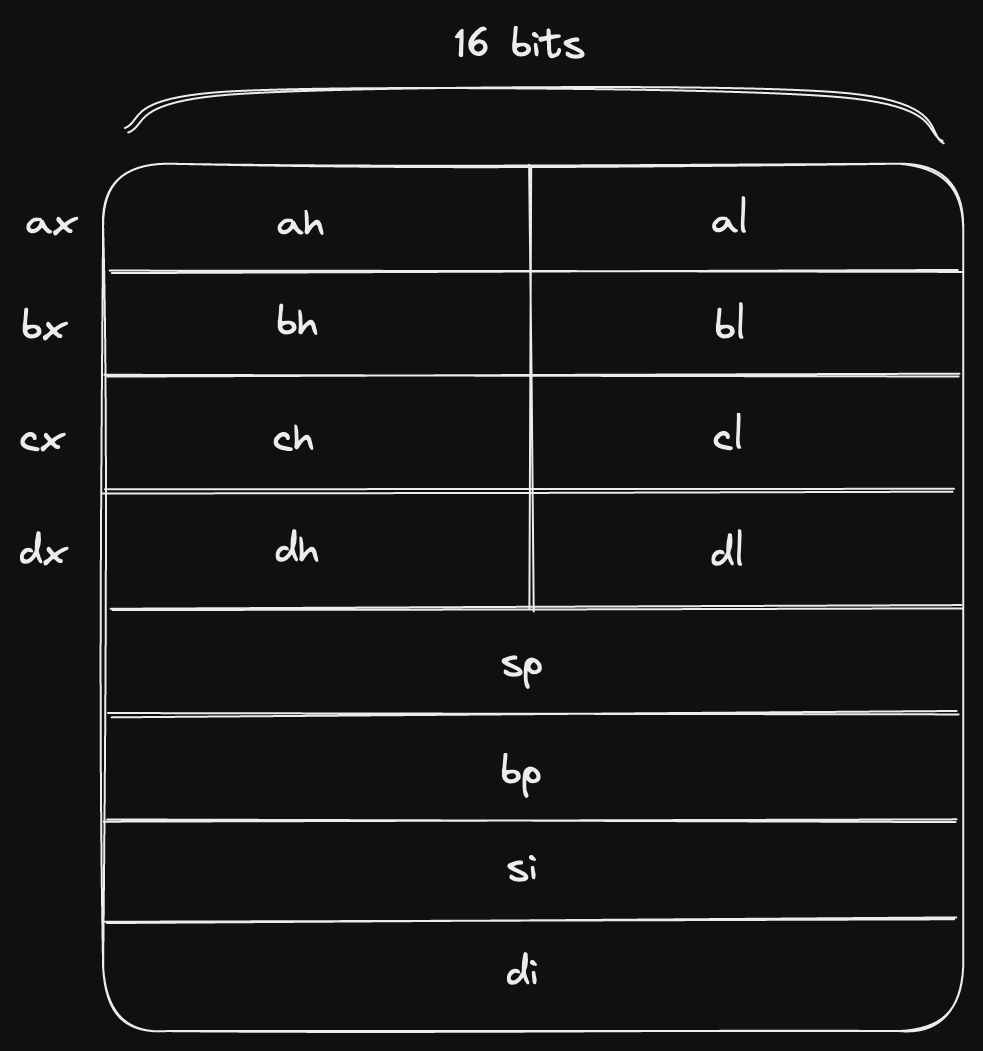 16 bits
ax ah al
bx bh bl
cx ch cl
dx dh dl
sp
bp
si
di